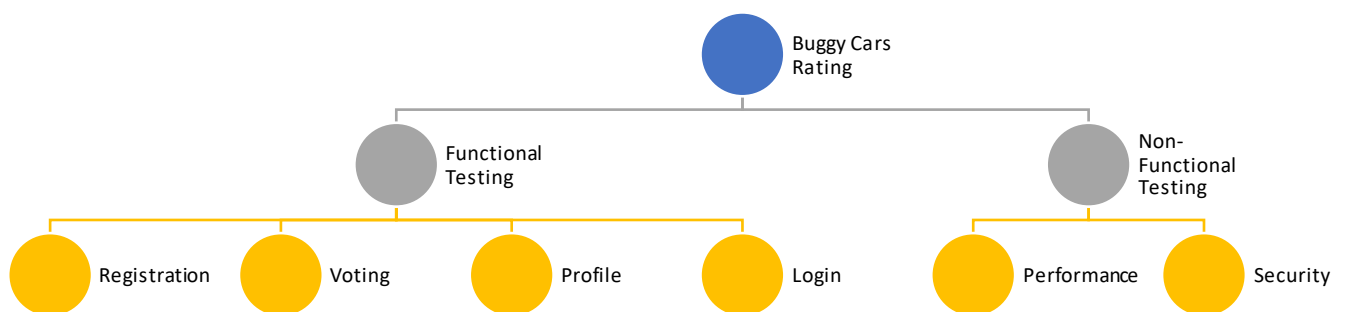 Buggy Cars
Rating
Functional
Testing
Non-
Functional
Testing
Registration
Voting
Profile
Login
Performance
Security